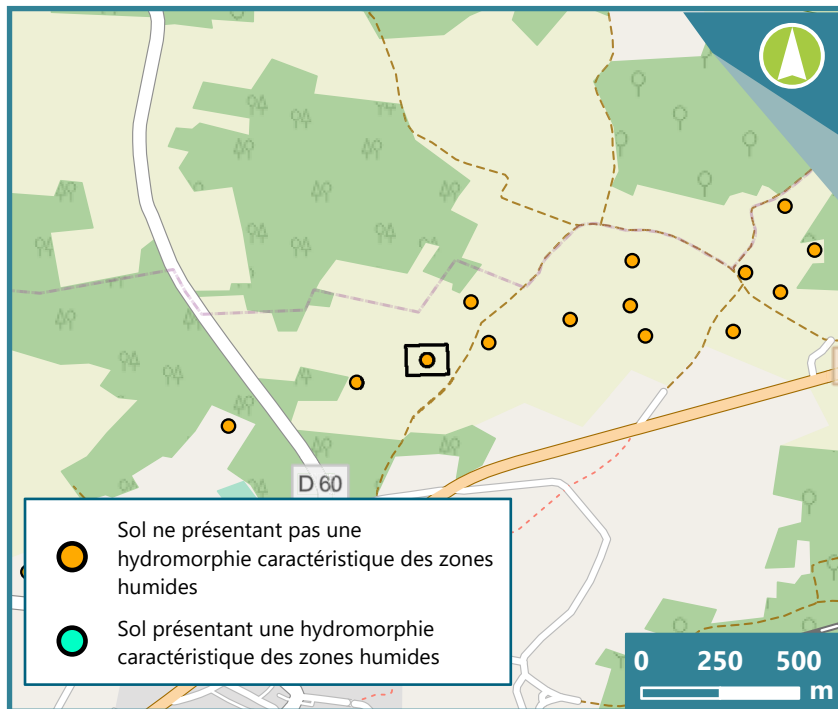 D 60
Sol ne présentant pas une
hydromorphie caractéristique des zones
humides
Sol présentant une hydromorphie
caractéristique des zones humides
0 250 500
m